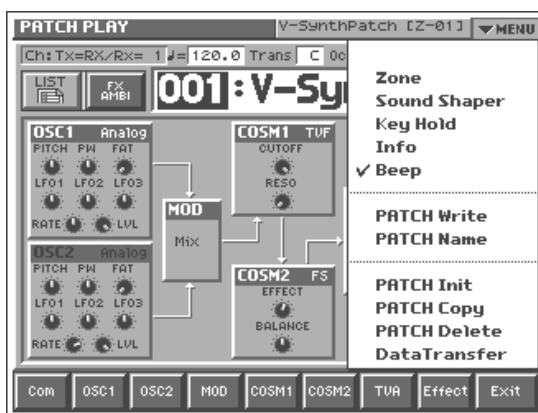 PATCH PLAY
V-SynthPatch [Z-01]
▼MENU
Ch:Tx=RX/Rx= 1 ♩= 120.0 Trans C Oc
LIST
FX
AMBI
001:V-Sy
OSC1 Analog
PITCH PW FAT
LFO1 LFO2 LFO3
RATE LVL
OSC2 Analog
PITCH PW FAT
LFO1 LFO2 LFO3
RATE LVL
MOD
Mix
COSM1 TVF
CUTOFF
RESO
COSM2 FS
EFFECT
BALANCE
Zone
Sound Shaper
Key Hold
Info
✓ Beep
PATCH Write
PATCH Name
PATCH Init
PATCH Copy
PATCH Delete
DataTransfer
Com OSC1 OSC2 MOD COSM1 COSM2 TVA Effect Exit